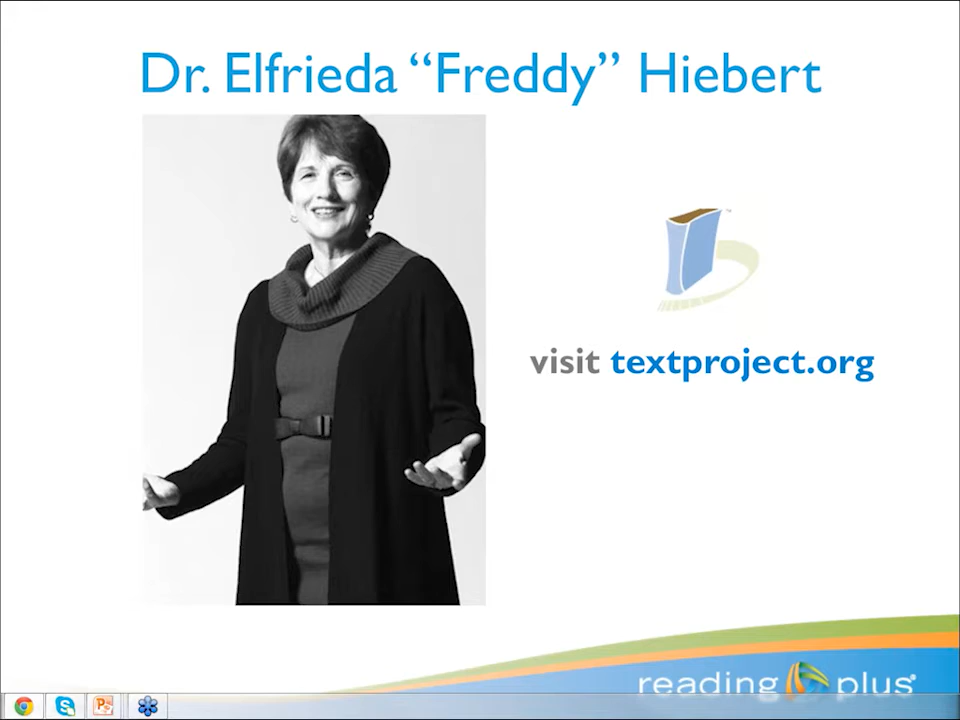 Dr. Elfrieda “Freddy” Hiebert
visit textproject.org
reading plus®